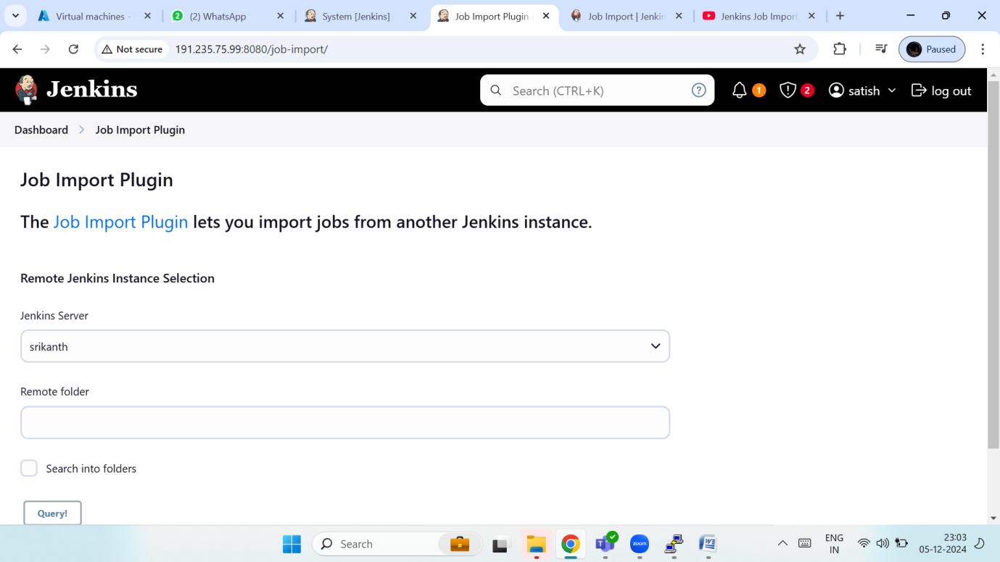 Virtual machines -
(2) WhatsApp
System [Jenkins]
Job Import Plugin
Job Import | Jenkin
Jenkins Job Import
Not secure
191.235.75.99:8080/job-import/
Paused
Jenkins
Search (CTRL+K)
1
2
satish
log out
Dashboard
Job Import Plugin
Job Import Plugin
The Job Import Plugin lets you import jobs from another Jenkins instance.
Remote Jenkins Instance Selection
Jenkins Server
srikanth
Remote folder
Search into folders
Query!
Search
zoom
ENG
IN
23:03
05-12-2024